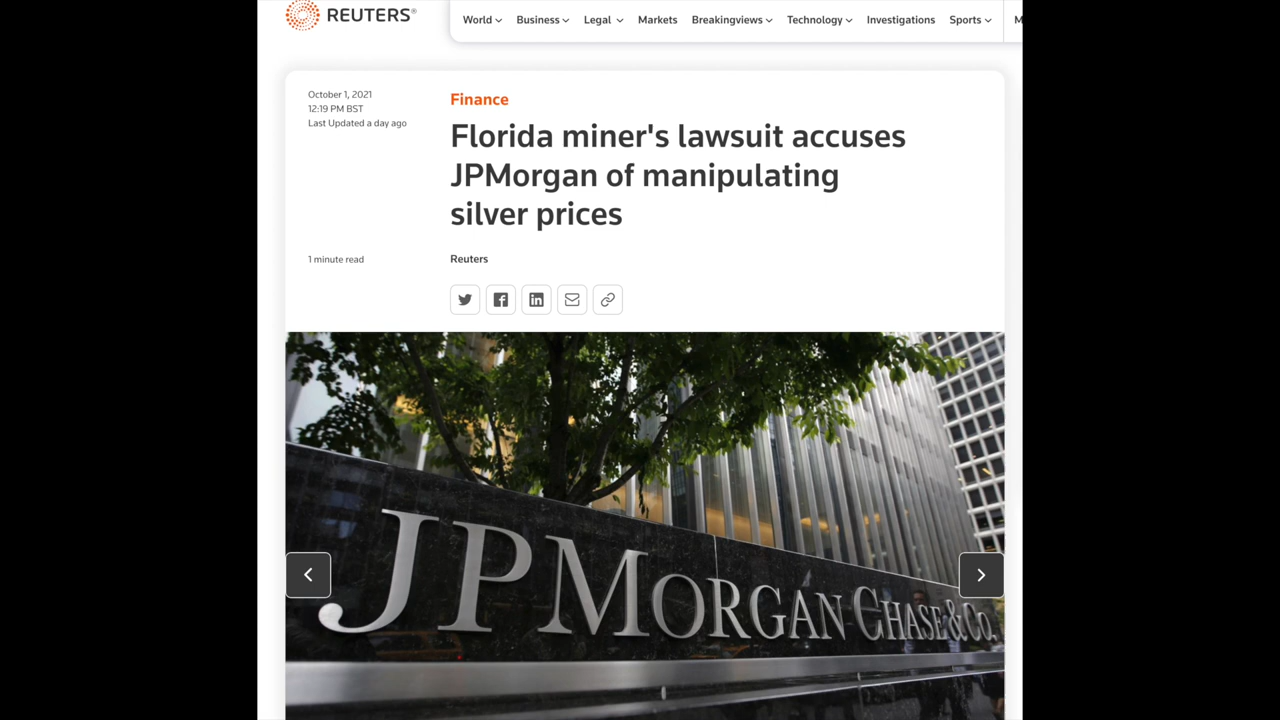 REUTERS®
World Business Legal Markets Breakingviews Technology Investigations Sports M
October 1, 2021
12:19 PM BST
Last Updated a day ago
Finance
Florida miner's lawsuit accuses
JPMorgan of manipulating
silver prices
1 minute read
Reuters
JPMORGAN CHASE & CO.